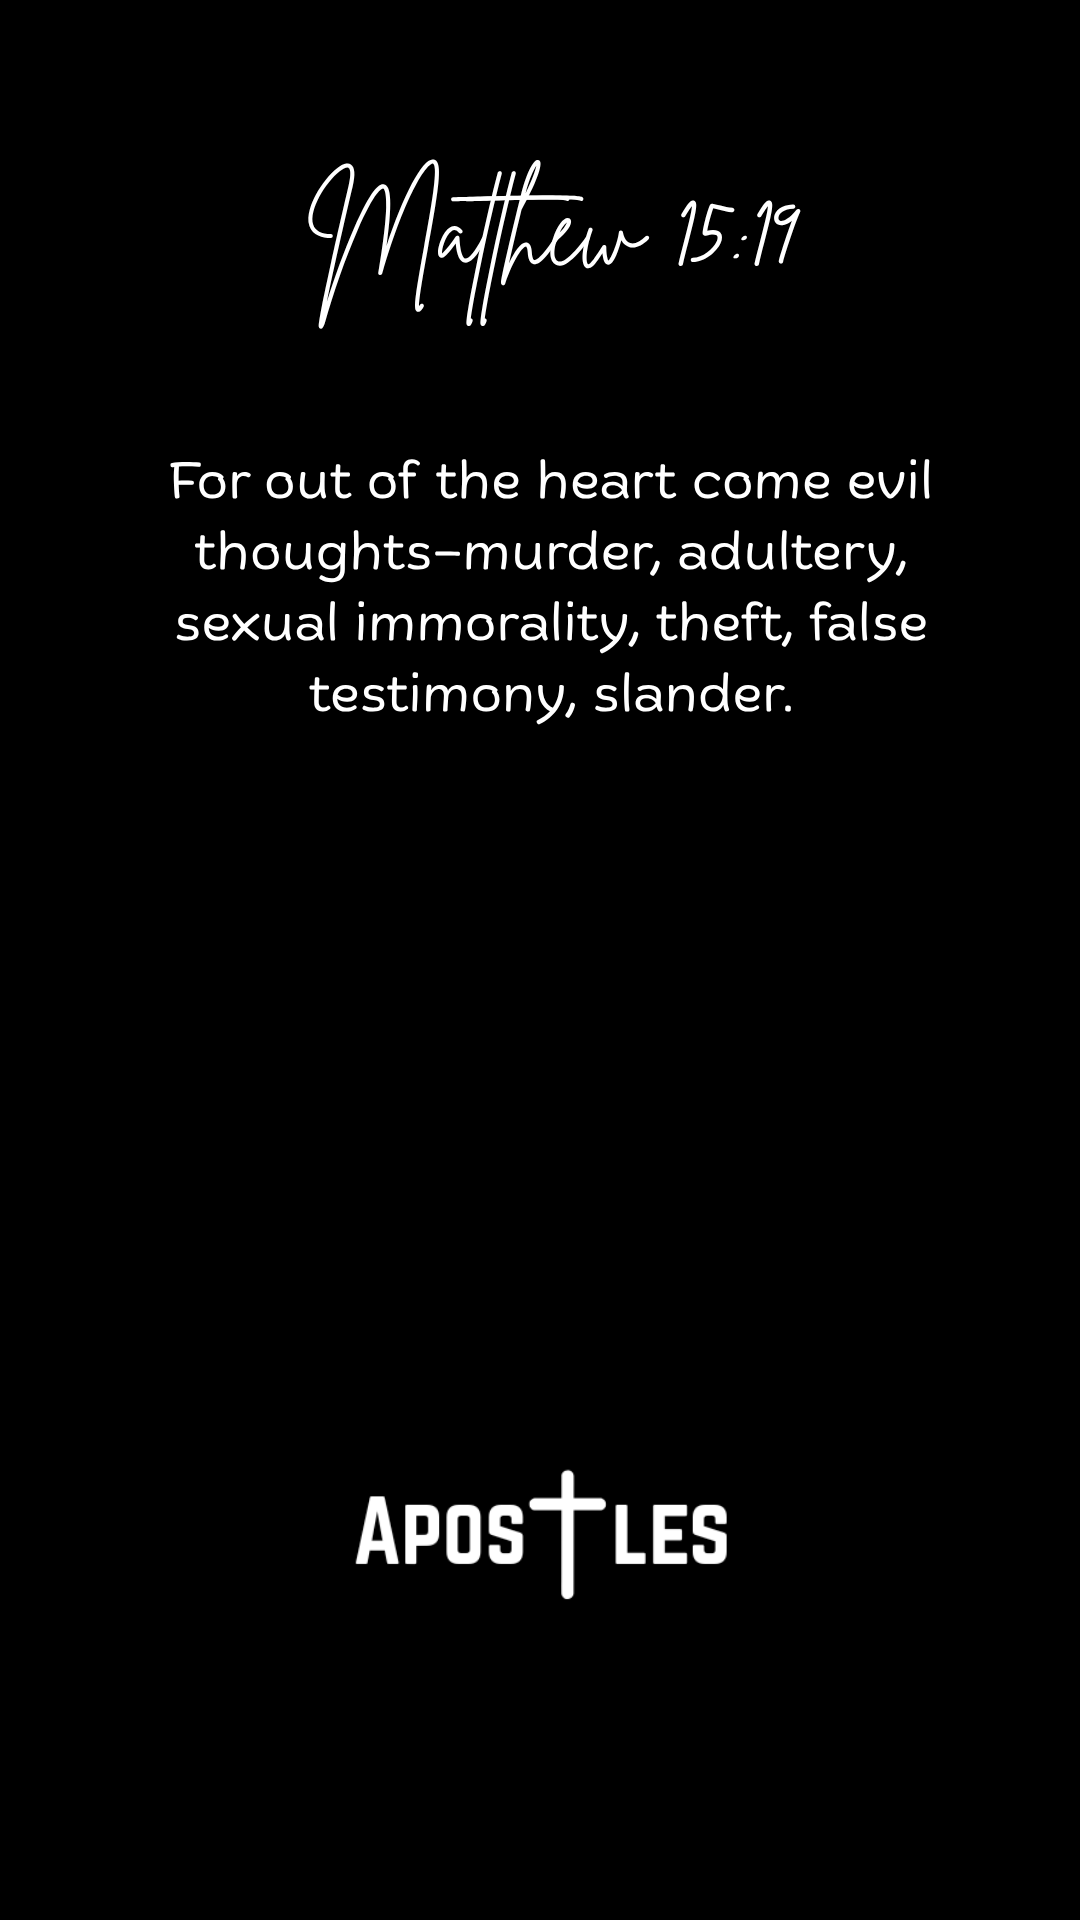 Matthew 15:19
For out of the heart come evil
thoughts–murder, adultery,
sexual immorality, theft, false
testimony, slander.
Apostles